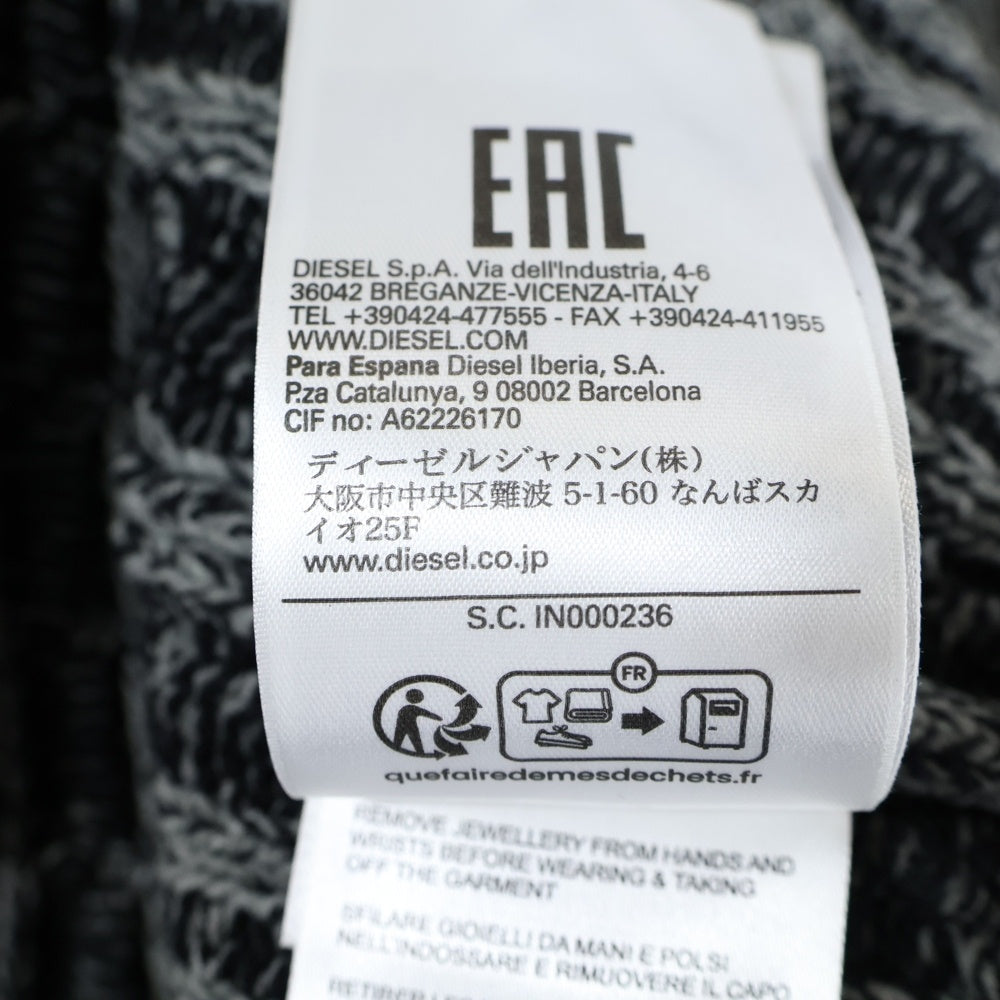 EAC
DIESEL S.p.A. Via dell'Industria, 4-6
36042 BREGANZE-VICENZA-ITALY
TEL +390424-477555 - FAX +390424-411955
WWW.DIESEL.COM
Para Espana Diesel Iberia, S.A.
P.za Catalunya, 9 08002 Barcelona
CIF no: A62226170
ディーゼルジャパン(株)
大阪市中央区難波 5-1-60 なんばスカ
イオ25F
www.diesel.co.jp
S.C. IN000236
FR
quefairedemesdechets.fr
REMOVE JEWELLERY FROM HANDS AND
WRISTS BEFORE WEARING & TAKING
OFF THE GARMENT
SFILARE GIOIELLI DA MANI E POLSI
NELL'INDOSSARE E RIMUOVERE IL CAPO
RETIRER LES